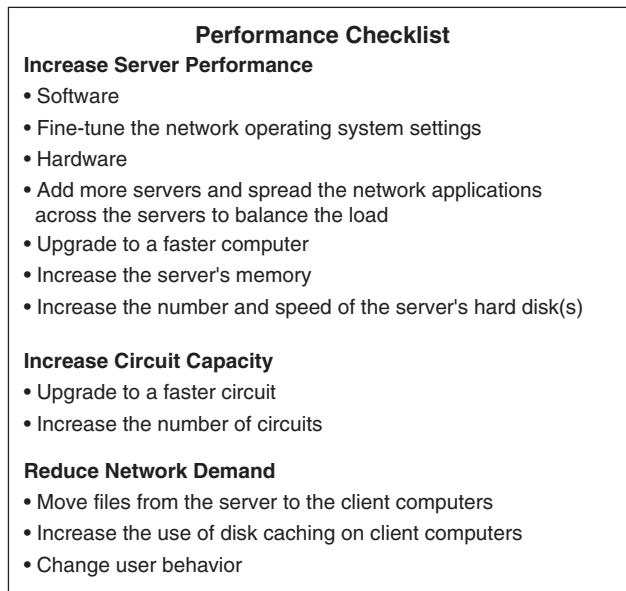 Performance Checklist
Increase Server Performance
• Software
• Fine-tune the network operating system settings
• Hardware
• Add more servers and spread the network applications
across the servers to balance the load
• Upgrade to a faster computer
• Increase the server's memory
• Increase the number and speed of the server's hard disk(s)
Increase Circuit Capacity
• Upgrade to a faster circuit
• Increase the number of circuits
Reduce Network Demand
• Move files from the server to the client computers
• Increase the use of disk caching on client computers
• Change user behavior